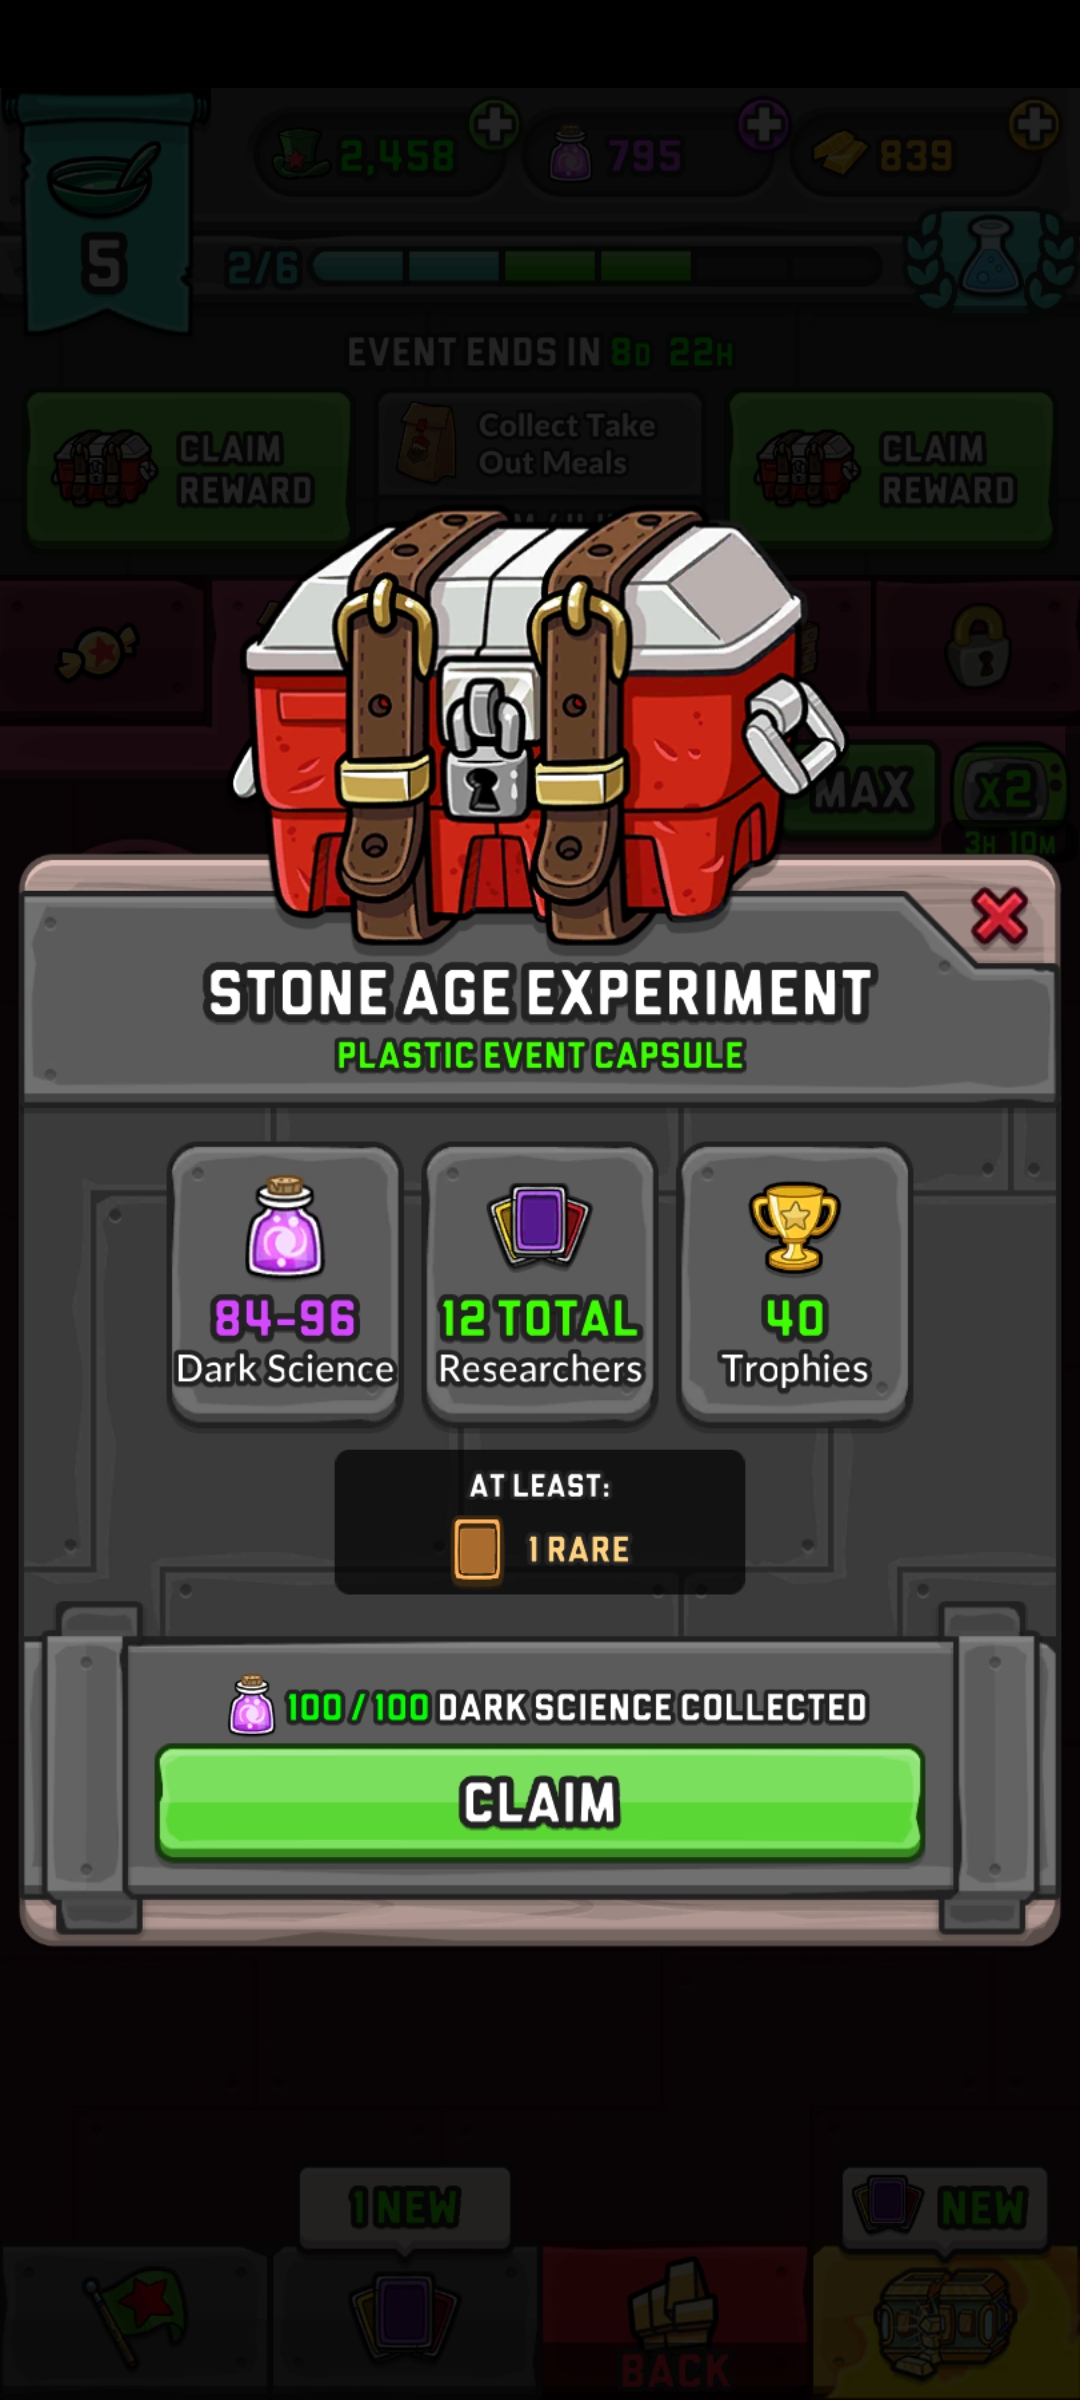 2,458
795
839
5
2/6
EVENT ENDS IN 8D 22H
CLAIM
REWARD
Collect Take
Out Meals
CLAIM
REWARD
MAX
x2
3H 10M
STONE AGE EXPERIMENT
PLASTIC EVENT CAPSULE
84-96
Dark Science
12 TOTAL
Researchers
40
Trophies
AT LEAST:
1 RARE
100 / 100 DARK SCIENCE COLLECTED
CLAIM
1 NEW
NEW
BACK